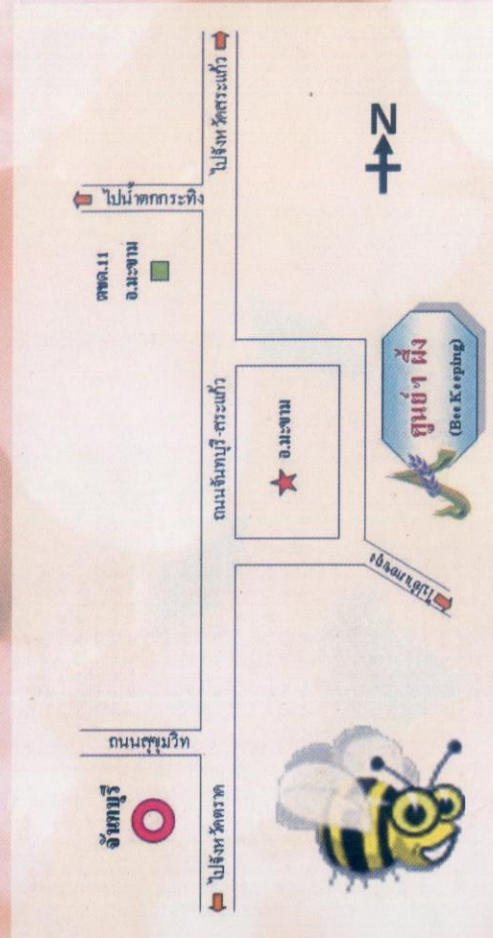 ไปจังหวัดสระแก้ว
ไปน้ำตกกระทิง
ตชด.11
อ.มะขาม
N
ถนนจันทบุรี-สระแก้ว
อ.มะขาม
ศูนย์ฯ ผึ้ง
(Bee Keeping)
ถนนสุขุมวิท
จันทบุรี
ไปจังหวัดตราด